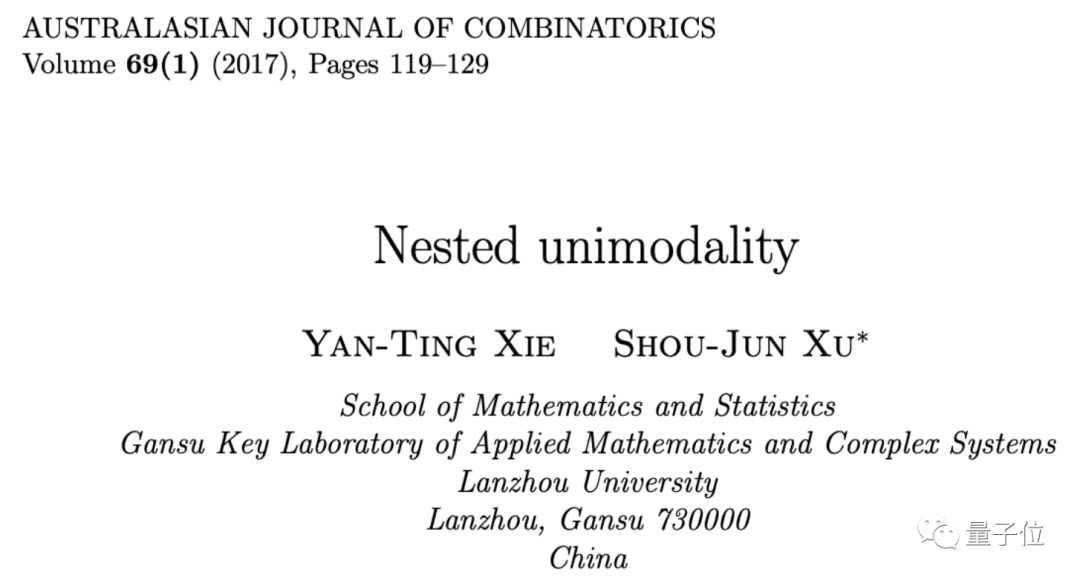 AUSTRALASIAN JOURNAL OF COMBINATORICS
Volume 69(1) (2017), Pages 119–129
Nested unimodality
YAN-TING XIE SHOU-JUN XU*
School of Mathematics and Statistics
Gansu Key Laboratory of Applied Mathematics and Complex Systems
Lanzhou University
Lanzhou, Gansu 730000
China
量子位